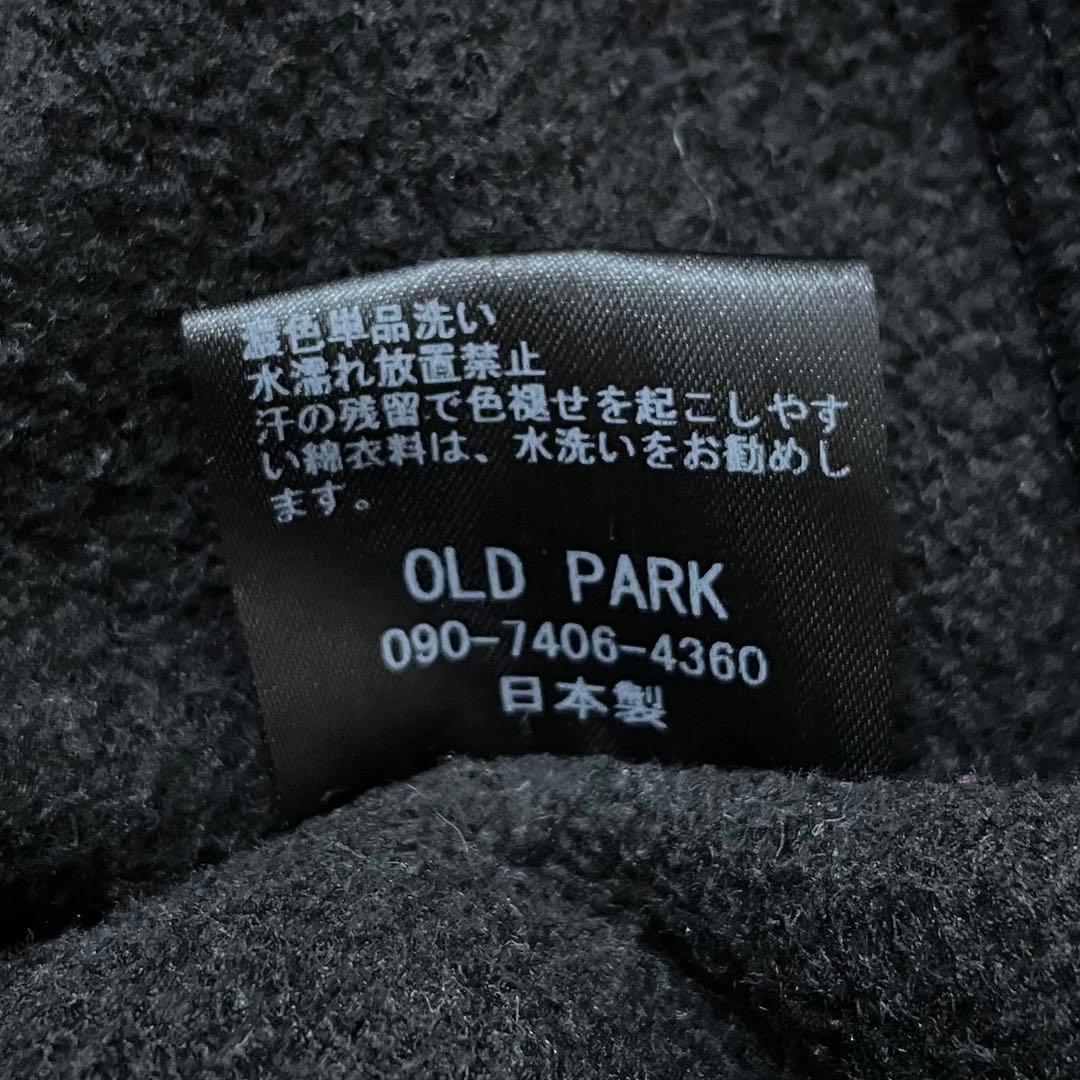 濃色単品洗い
水濡れ放置禁止
汗の残留で色褪せを起こしやす
い綿衣料は、水洗いをお勧めし
ます。
OLD PARK
090-7406-4360
日本製